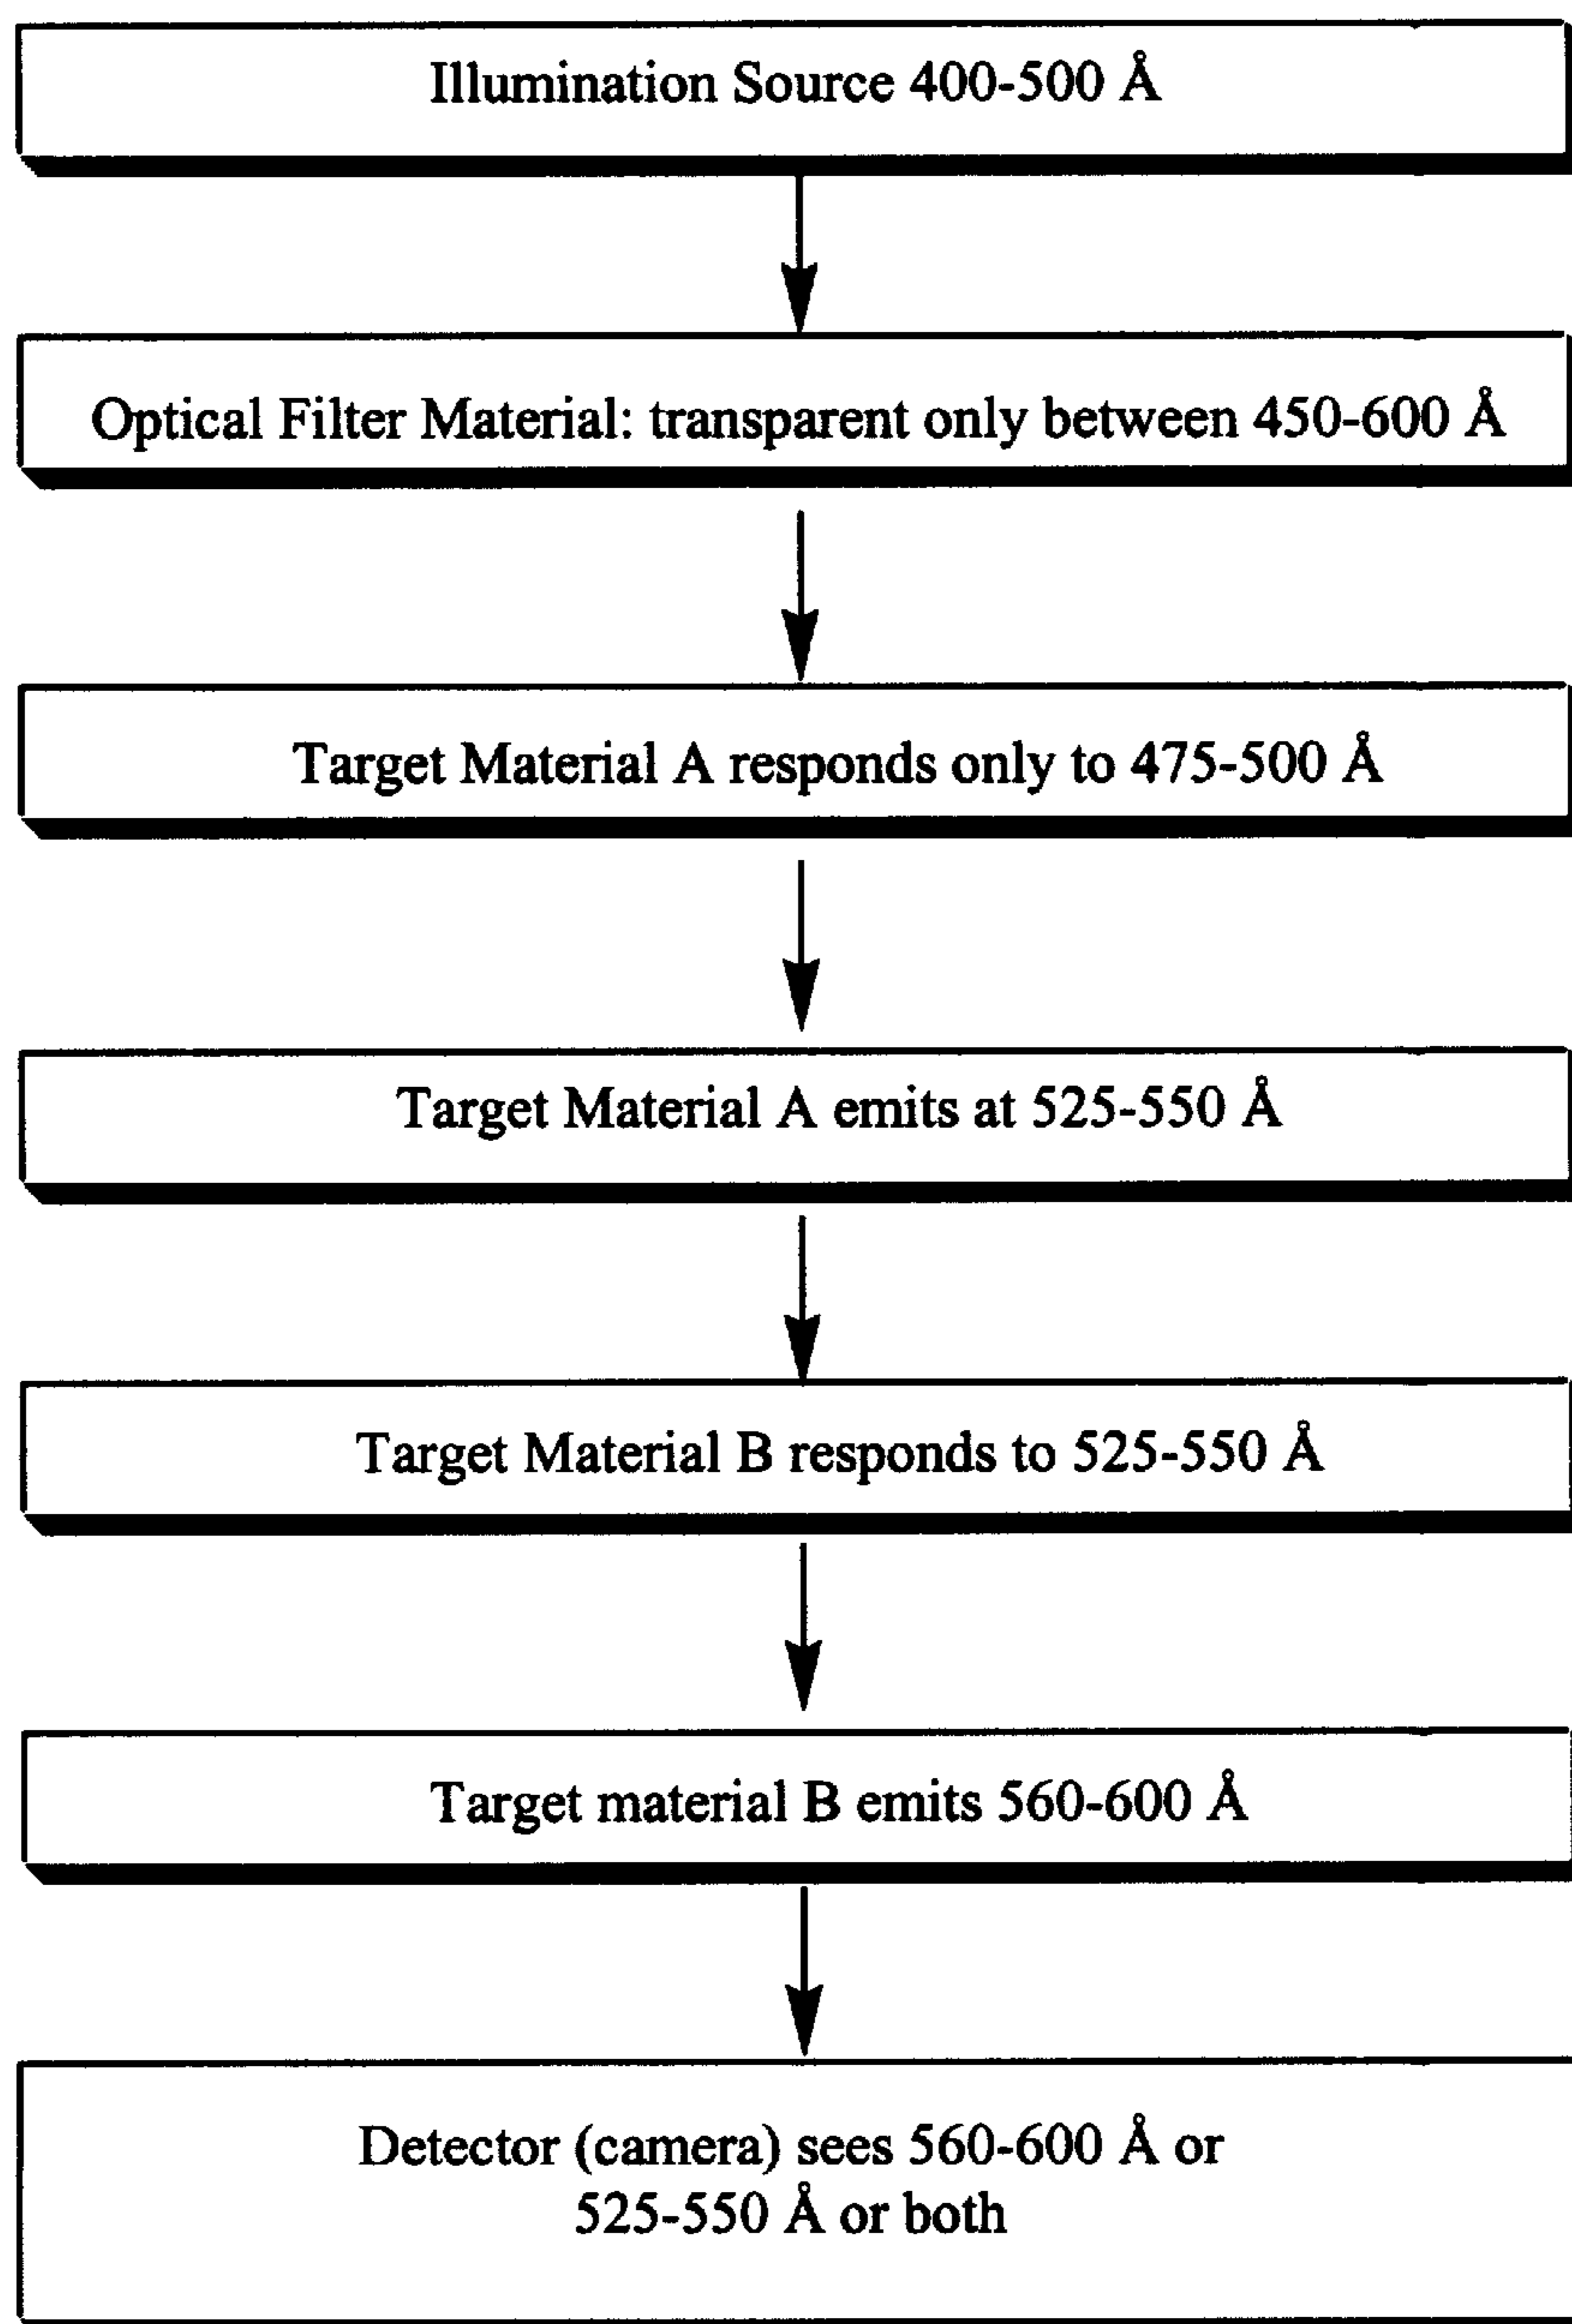 Illumination Source 400-500 Å
Optical Filter Material: transparent only between 450-600 Å
Target Material A responds only to 475-500 Å
Target Material A emits at 525-550 Å
Target Material B responds to 525-550 Å
Target material B emits 560-600 Å
Detector (camera) sees 560-600 Å or
525-550 Å or both